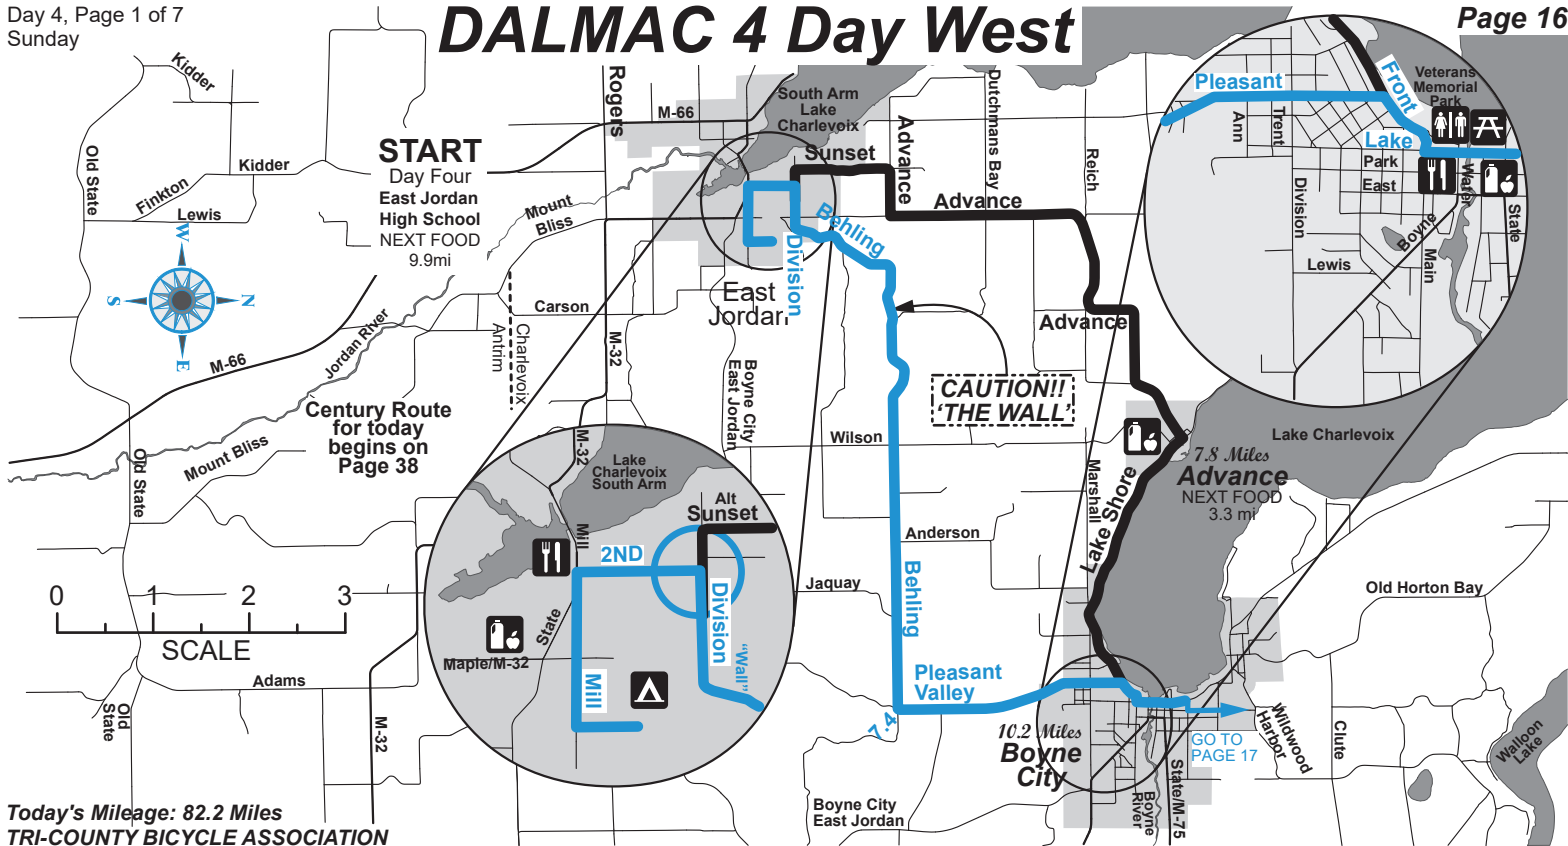 Day 4, Page 1 of 7
Sunday
DALMAC 4 Day West
Page 16
Kidder
Rogers
M-66
South Arm
Lake
Charlevoix
Dutchmans Bay
Advance
Sunset
Reich
Old State
START
Day Four
East Jordan
High School
NEXT FOOD
9.9mi
Kidder
Finkton
Lewis
Mount
Bliss
Advance
Behling
Division
W
S
N
E
East
Jordan
Carson
Antrim
Charlevoix
M-32
Jordan River
M-66
Advance
Boyne City
East Jordan
CAUTION!!
'THE WALL'
Century Route
for today
begins on
Page 38
Mount Bliss
Old State
Wilson
Marshall
Lake Shore
Lake Charlevoix
7.8 Miles
Advance
NEXT FOOD
3.3 mi
Pleasant
Front
Veterans
Memorial
Park
Ann
Trent
Lake
Park
East
Water
Division
Boyne
Main
State
Lewis
M-32
Lake
Charlevoix
South Arm
Alt
Sunset
Mill
2ND
Division
State
Maple/M-32
"Wall"
Mill
Anderson
Jaquay
Behling
Old Horton Bay
0 1 2 3
SCALE
Adams
Old
State
M-32
Pleasant
Valley
7.4
10.2 Miles
Boyne
City
GO TO
PAGE 17
Wildwood
Harbor
Clute
Walloon
Lake
State/M-75
Boyne
River
Boyne City
East Jordan
Today's Mileage: 82.2 Miles
TRI-COUNTY BICYCLE ASSOCIATION